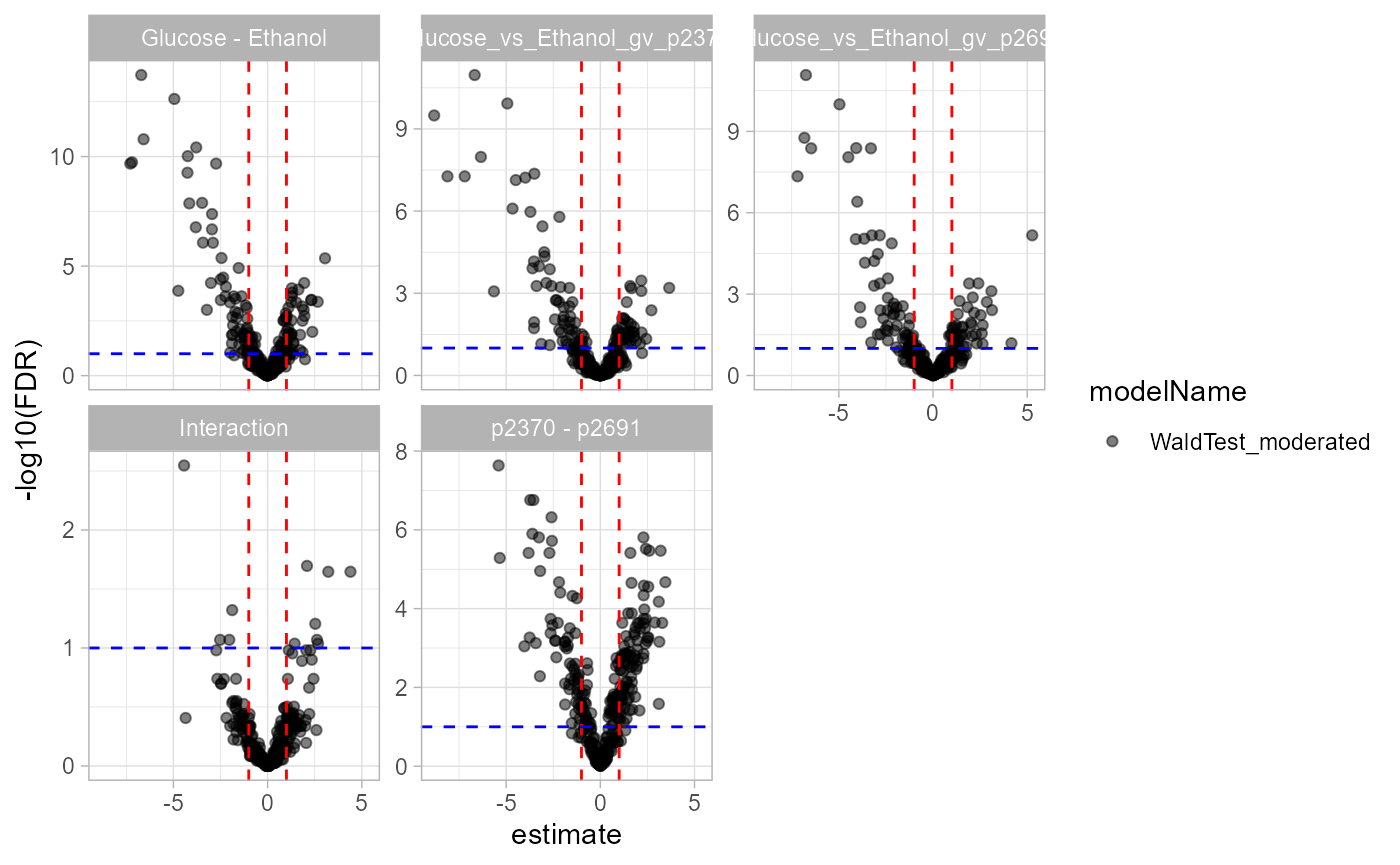 Glucose - Ethanol
lucose_vs_Ethanol_gv_p237
lucose_vs_Ethanol_gv_p269
10
5
0
9
6
3
0
9
6
3
0
-5 0 5
Interaction
p2370 - p2691
2
1
0
8
6
4
2
0
-5 0 5
-5 0 5
estimate
-log10(FDR)
modelName
WaldTest_moderated